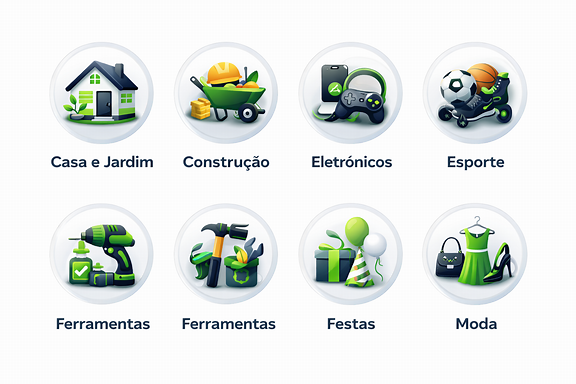 Casa e Jardim
Construção
Eletrónicos
Esporte
Ferramentas
Ferramentas
Festas
Moda